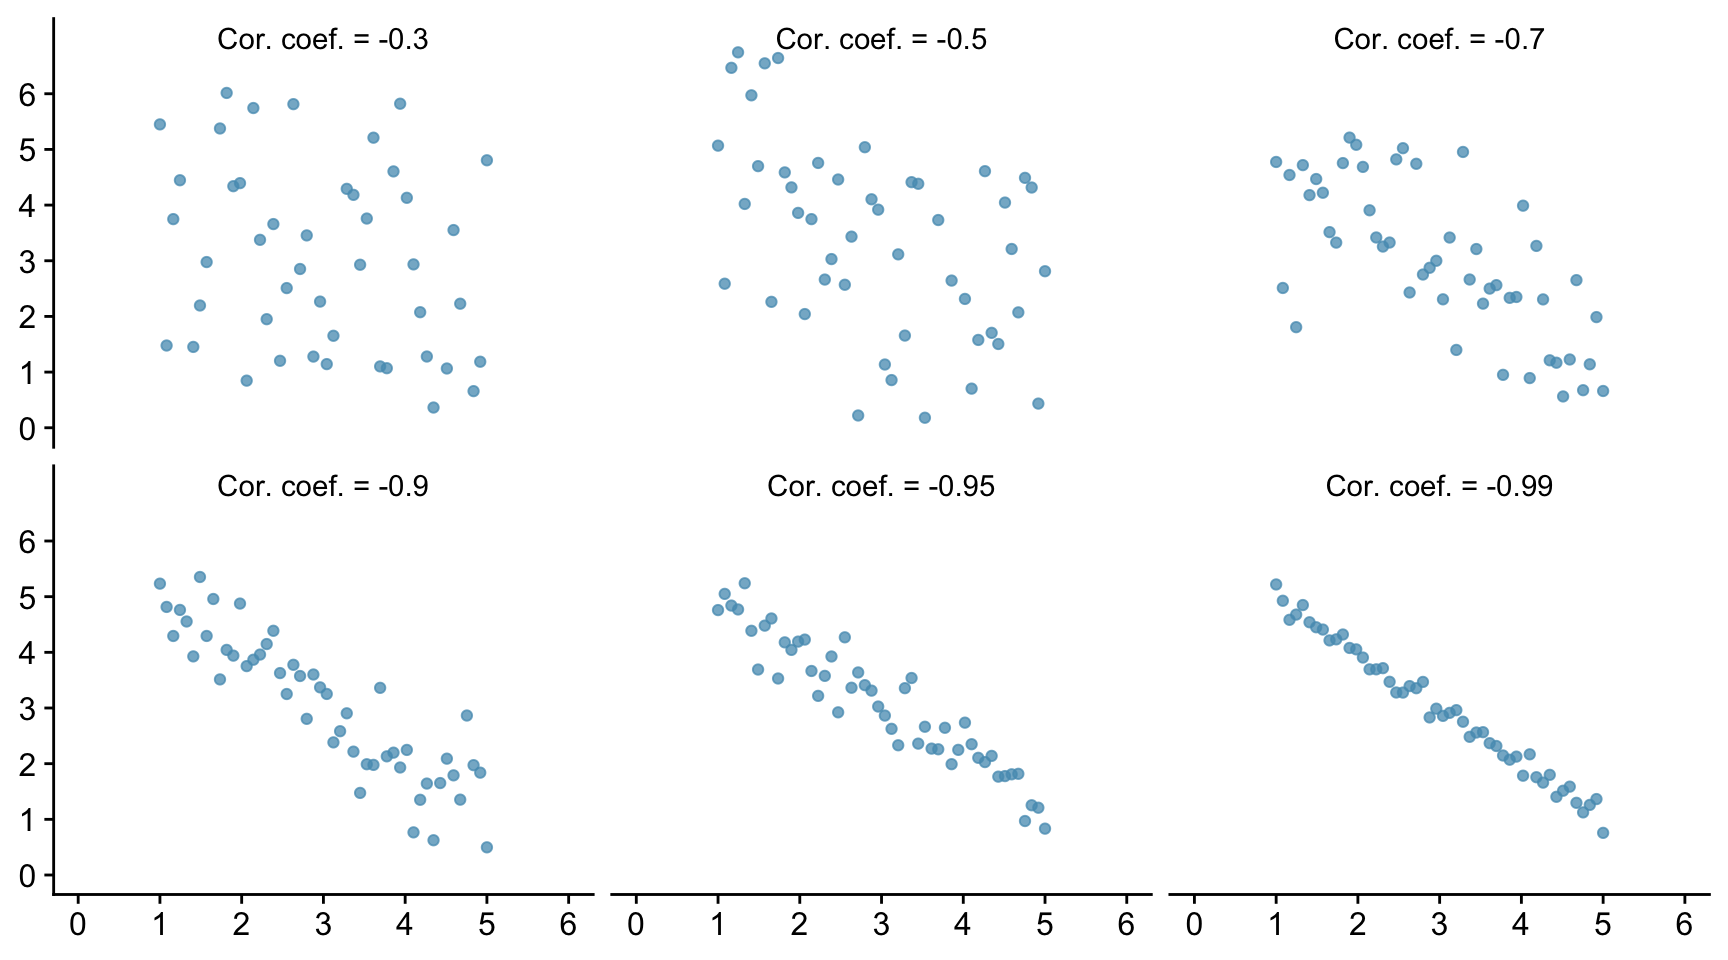 Cor. coef. = -0.3
Cor. coef. = -0.5
Cor. coef. = -0.7
6
5
4
3
2
1
0
Cor. coef. = -0.9
Cor. coef. = -0.95
Cor. coef. = -0.99
6
5
4
3
2
1
0
0 1 2 3 4 5 6
0 1 2 3 4 5 6
0 1 2 3 4 5 6